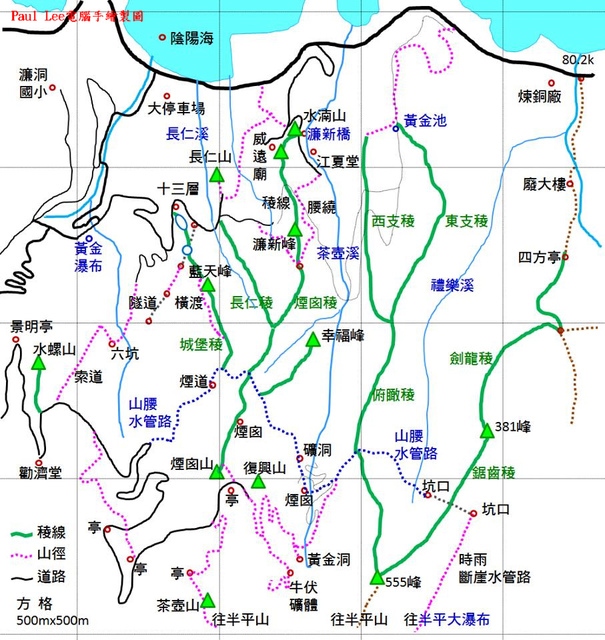 Paul Lee電腦手繪製圖
陰陽海
80.2k
濂洞
國小
煉銅廠
大停車場
水湳山
黃金池
長仁溪
濂新橋
威
遠
廟
長仁山
江夏堂
廢大樓
十三層
稜線
腰繞
西支稜
東支稜
濂新峰
黃金
瀑布
茶壺溪
四方亭
藍天峰
禮樂溪
隧道
橫渡
長仁稜
煙囪稜
景明亭
幸福峰
水螺山
六坑
城堡稜
劍龍稜
索道
煙道
俯瞰稜
山腰
水管路
381峰
煙囪
山腰
水管路
礦洞
勸濟堂
煙囪山
復興山
鋸齒稜
坑口
亭
煙囪
坑口
亭
稜線
山徑
道路
亭
亭
黃金洞
時雨
斷崖水管路
牛伏
礦體
555峰
方 格
500mx500m
茶壺山
往半平山
往半平山
往半平大瀑布